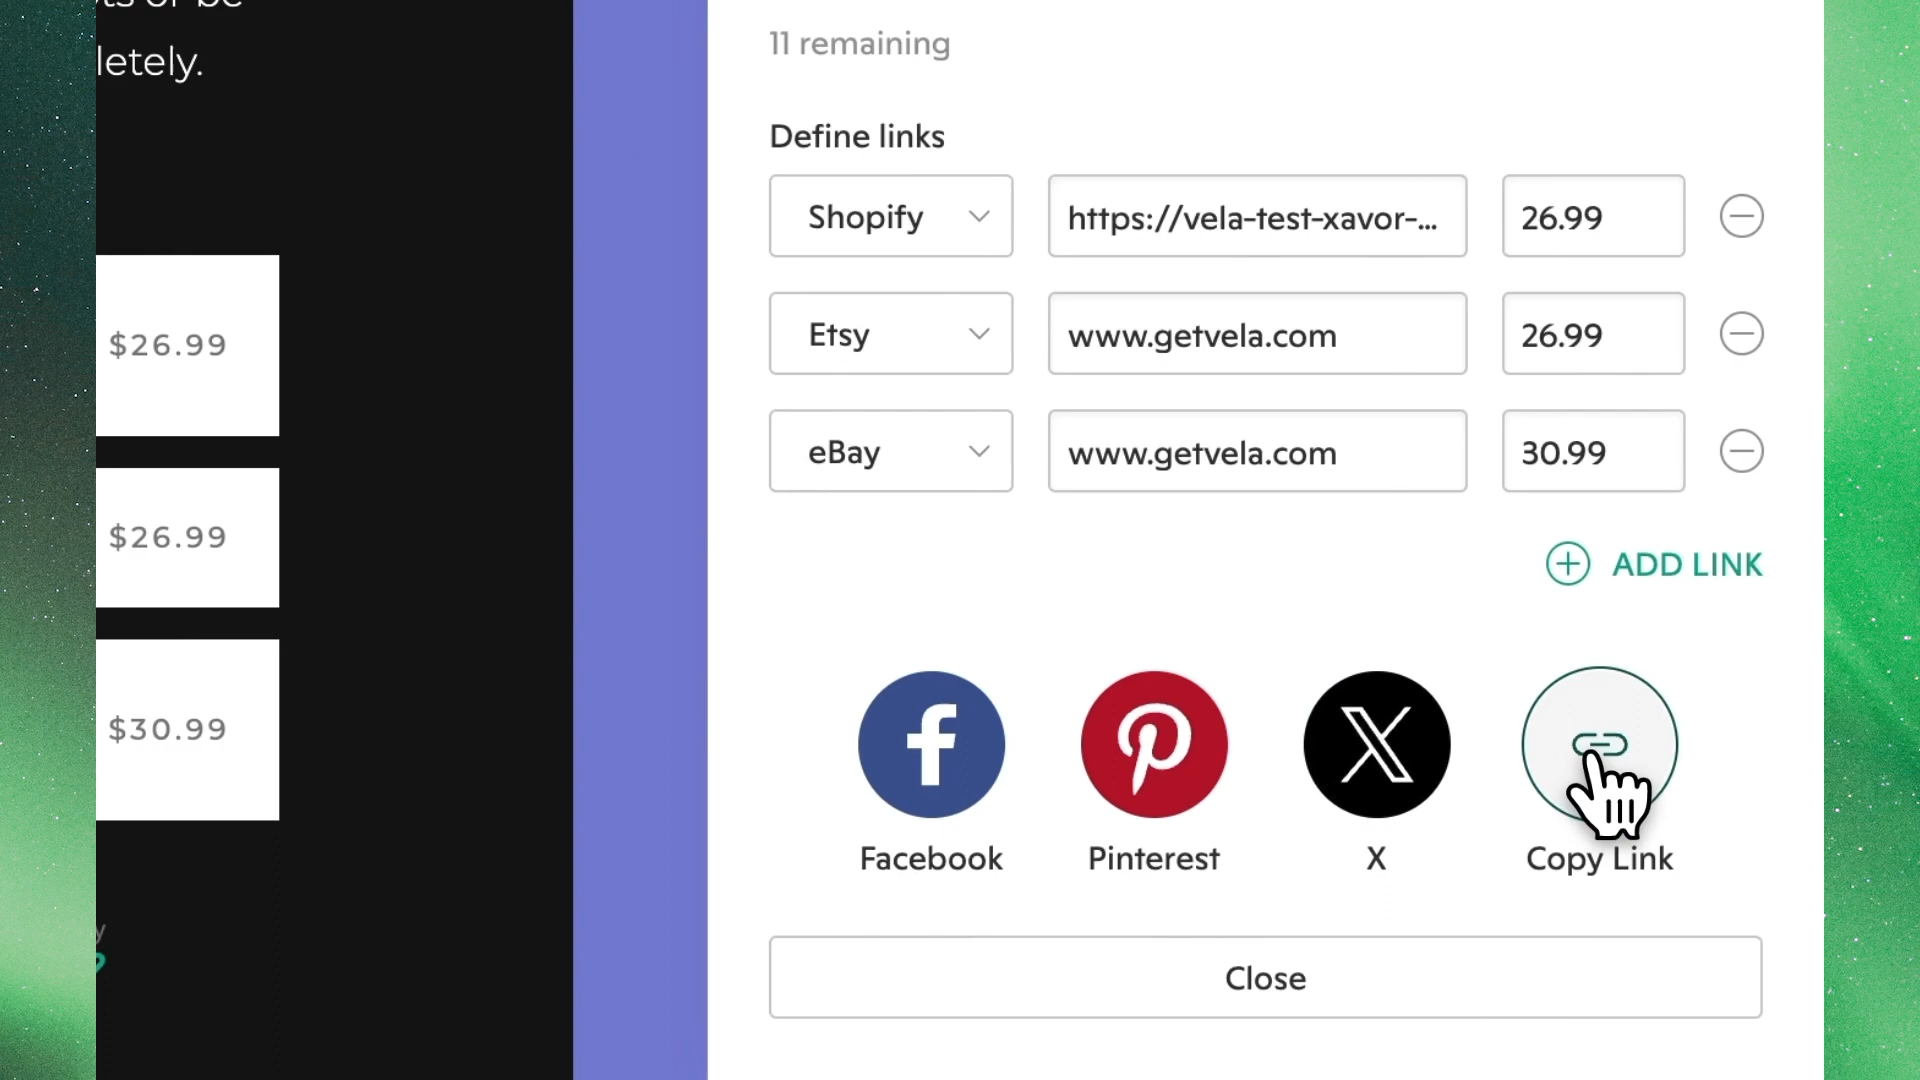 letely.
$26.99
$26.99
$30.99
11 remaining
Define links
Shopify https://vela-test-xavor-... 26.99
Etsy www.getvela.com 26.99
eBay www.getvela.com 30.99
ADD LINK
Facebook Pinterest X Copy Link
Close